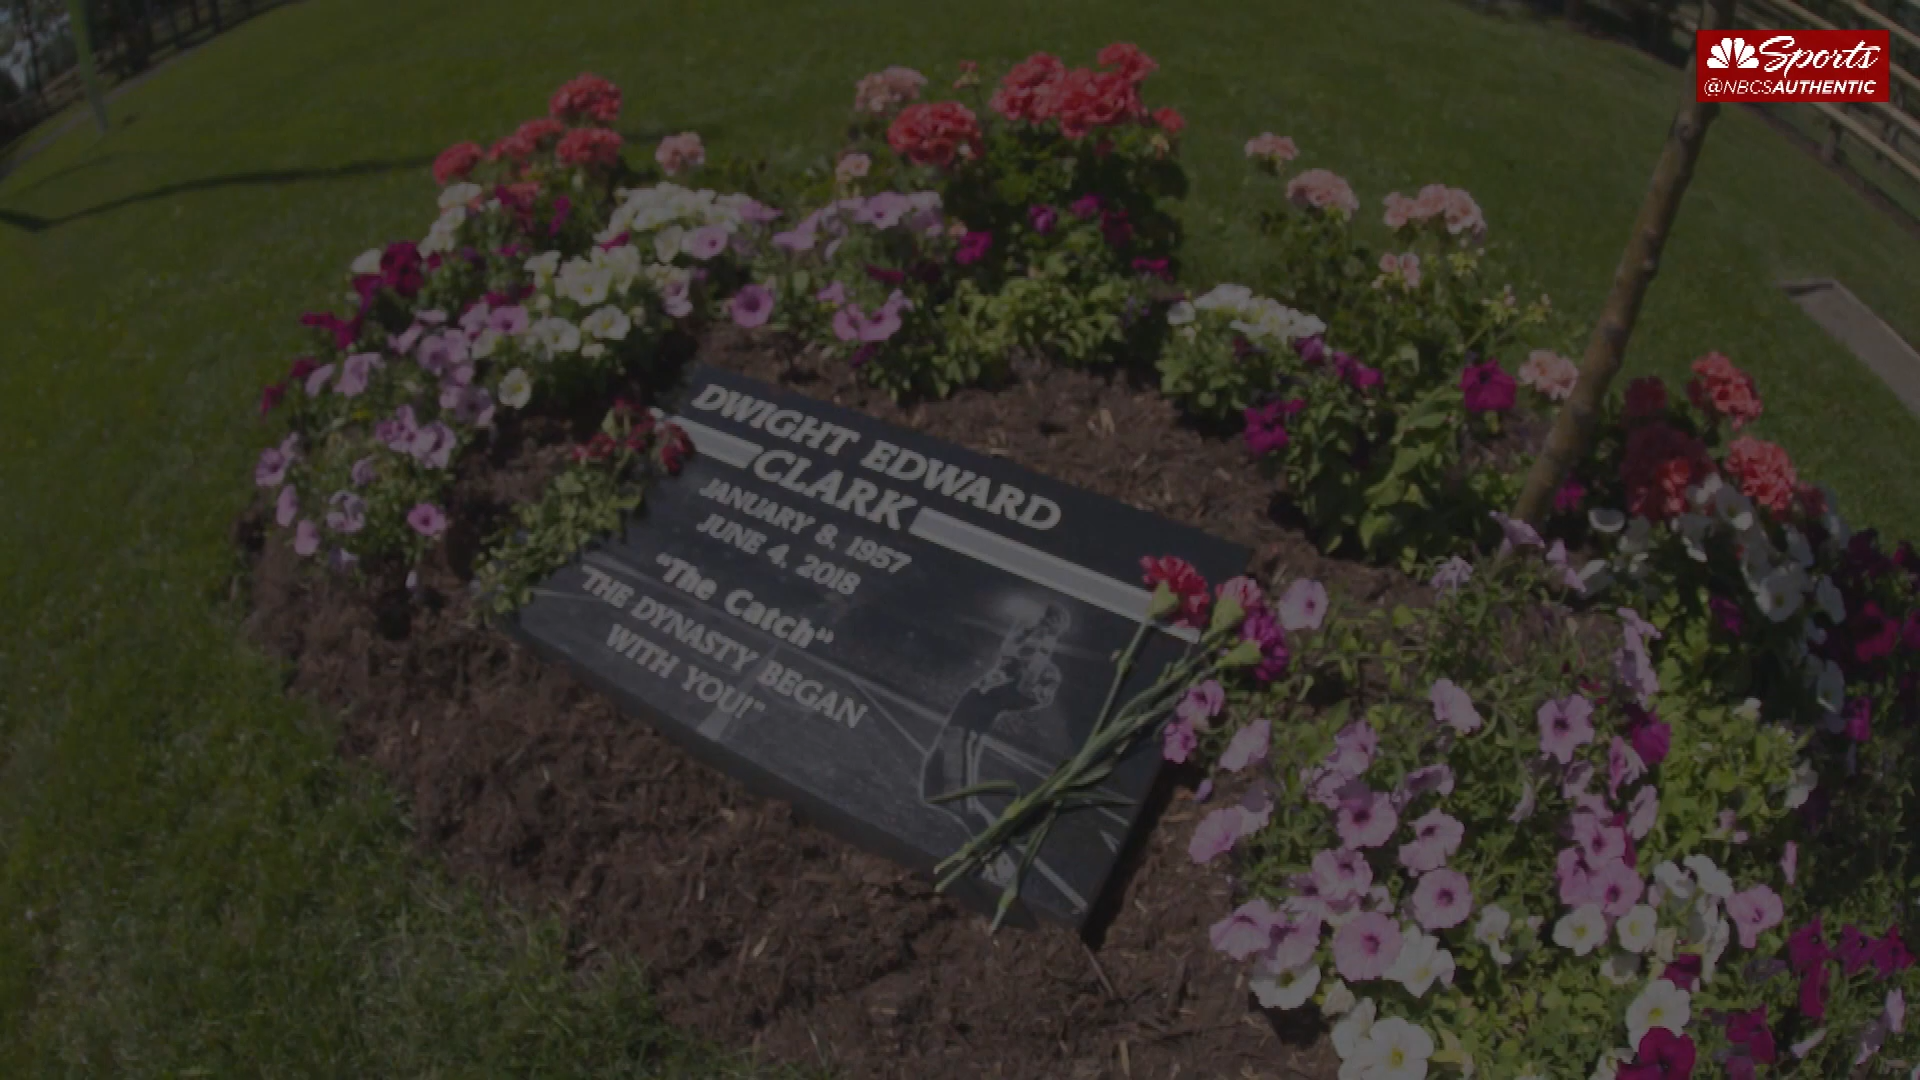 Sports
@NBCSAUTHENTIC
DWIGHT EDWARD
CLARK
JANUARY 8, 1957
JUNE 4, 2018
"The Catch"
"THE DYNASTY BEGAN
WITH YOU!"